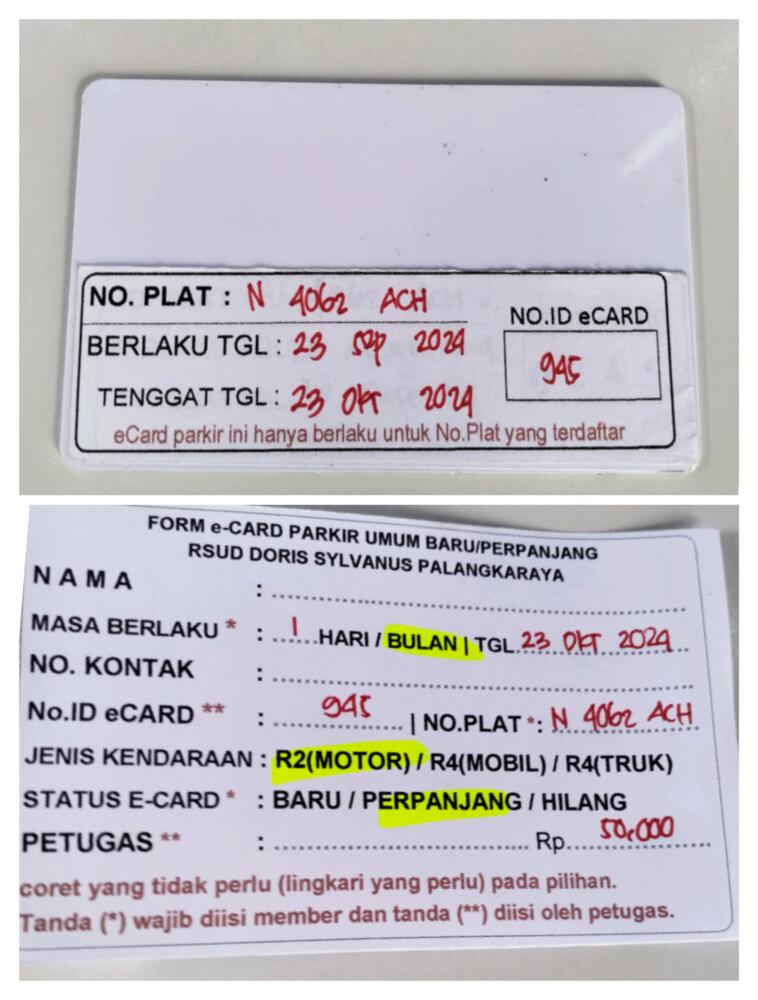 NO. PLAT : N 4062 ACH
BERLAKU TGL : 23 sep 2024
TENGGAT TGL : 23 Okt 2024
NO.ID eCARD
945
eCard parkir ini hanya berlaku untuk No.Plat yang terdaftar
FORM e-CARD PARKIR UMUM BARU/PERPANJANG
RSUD DORIS SYLVANUS PALANGKARAYA
NAMA : ...............
MASA BERLAKU * : 1 HARI / BULAN | TGL. 23 OKT 2024
NO. KONTAK : ...............
No.ID eCARD ** : 945 | NO.PLAT *: N 4062 ACH
JENIS KENDARAAN : R2(MOTOR) / R4(MOBIL) / R4(TRUK)
STATUS E-CARD * : BARU / PERPANJANG / HILANG
PETUGAS ** : ............... Rp. 50,000
coret yang tidak perlu (lingkari yang perlu) pada pilihan.
Tanda (*) wajib diisi member dan tanda (**) diisi oleh petugas.